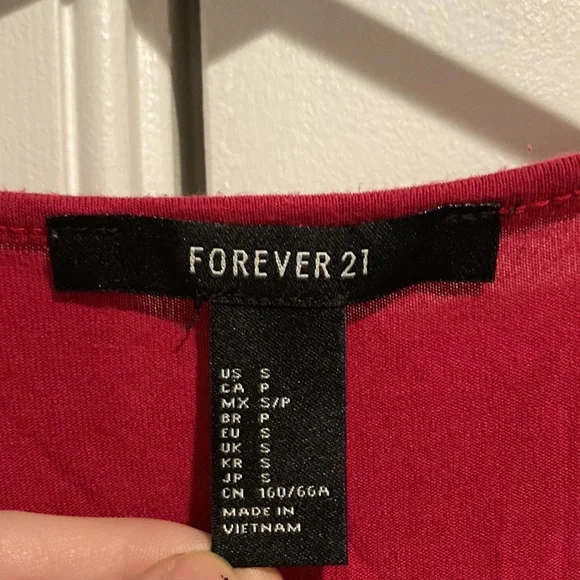 FOREVER 21
US S
CA P
MX S/P
BR P
EU S
UK S
KR S
JP S
CN 160/66A
MADE IN
VIETNAM